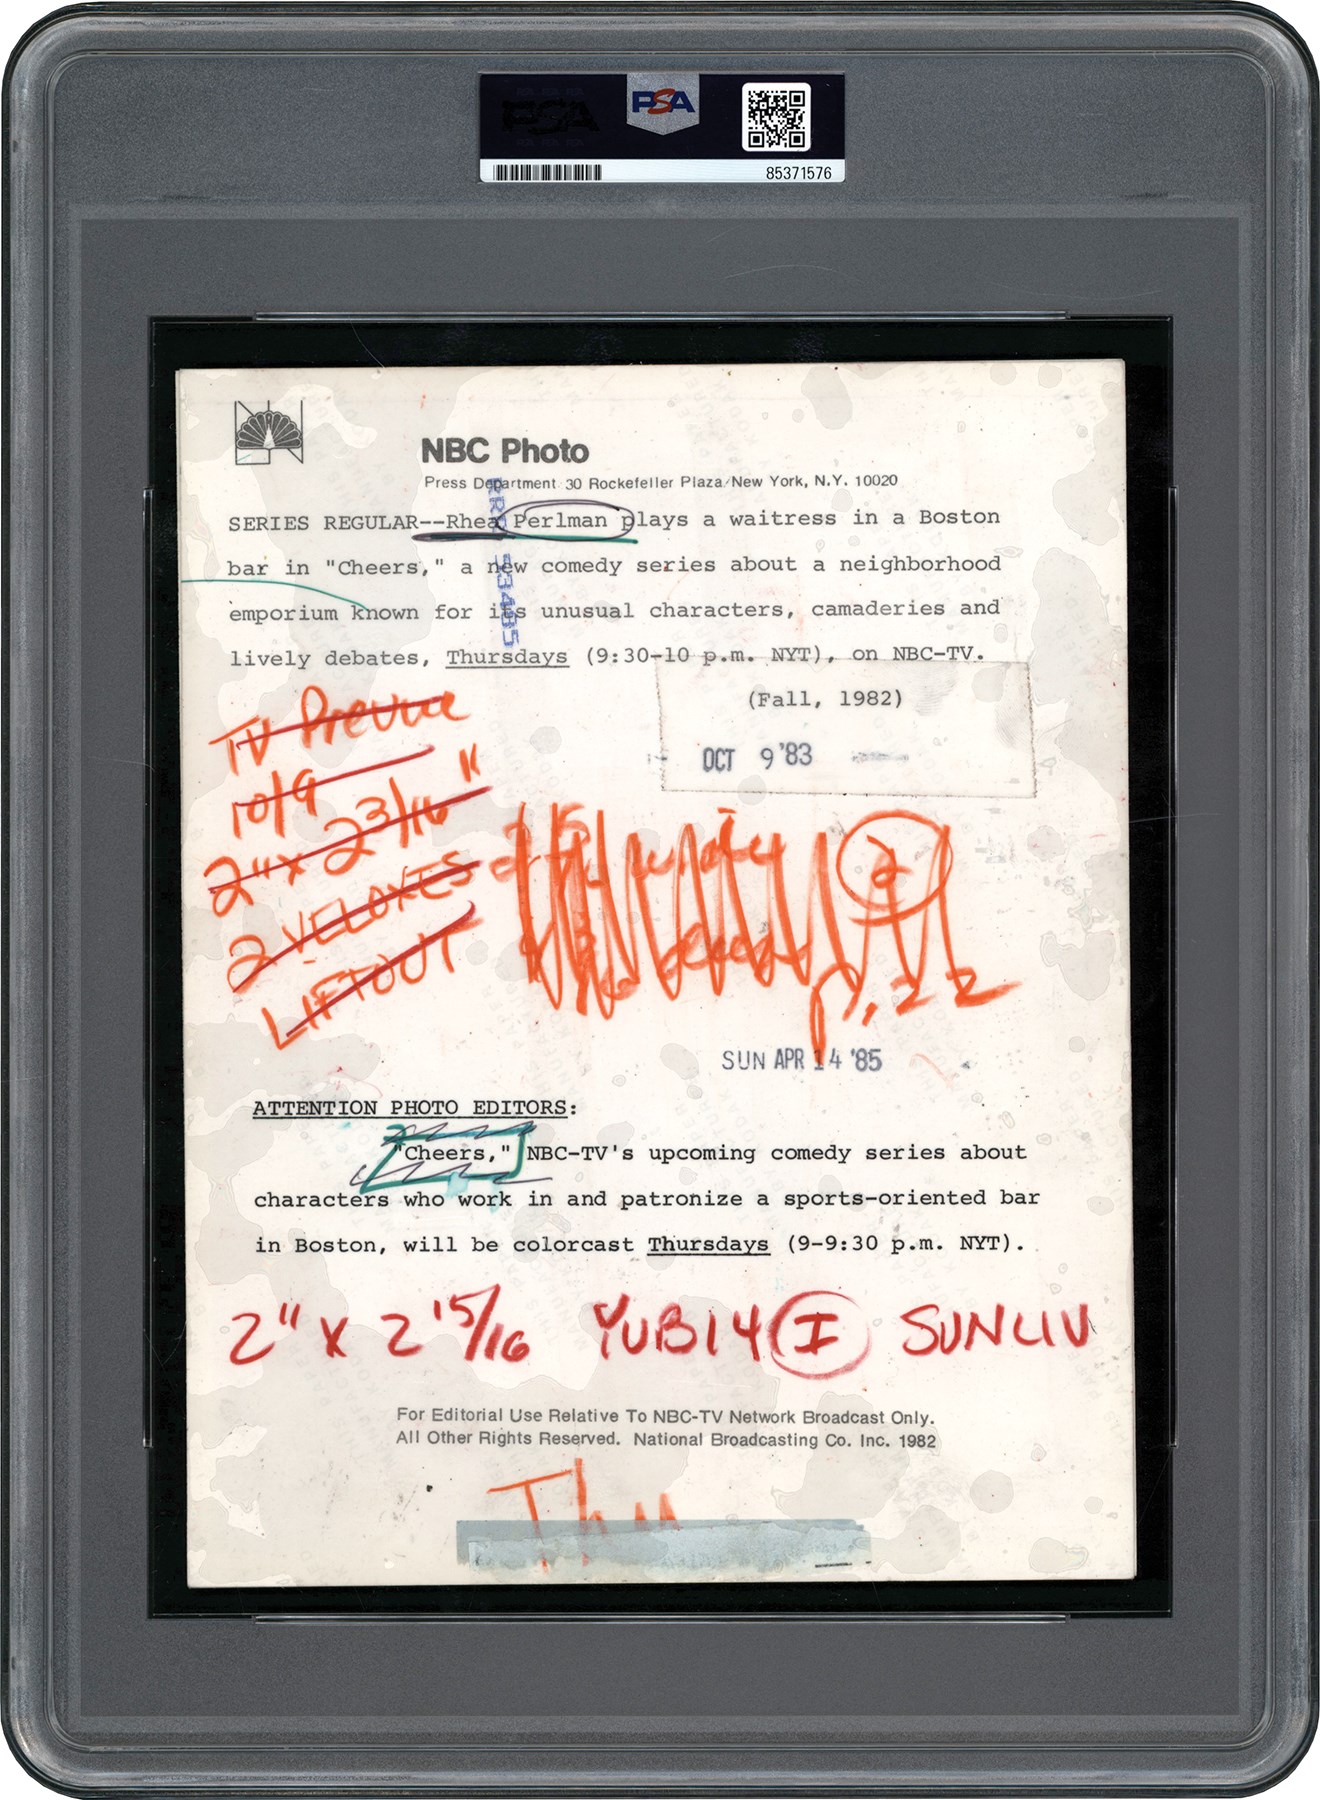 PSA PSA
85371576
NBC Photo
Press Department 30 Rockefeller Plaza/New York, N.Y. 10020
SERIES REGULAR--Rhea Perlman plays a waitress in a Boston
bar in "Cheers," a new comedy series about a neighborhood
emporium known for its unusual characters, camaderies and
lively debates, Thursdays (9:30-10 p.m. NYT), on NBC-TV.
(Fall, 1982)
OCT 9 '83
TV Prevue
10/9
2" x 2 3/16"
2 VELOXES
LIFTOUT
2
p. 22
SUN APR 14 '85
ATTENTION PHOTO EDITORS:
"Cheers," NBC-TV's upcoming comedy series about
characters who work in and patronize a sports-oriented bar
in Boston, will be colorcast Thursdays (9-9:30 p.m. NYT).
2" x 2 15/16 YUB14 I SUNLIV
For Editorial Use Relative To NBC-TV Network Broadcast Only.
All Other Rights Reserved. National Broadcasting Co. Inc. 1982
Thu